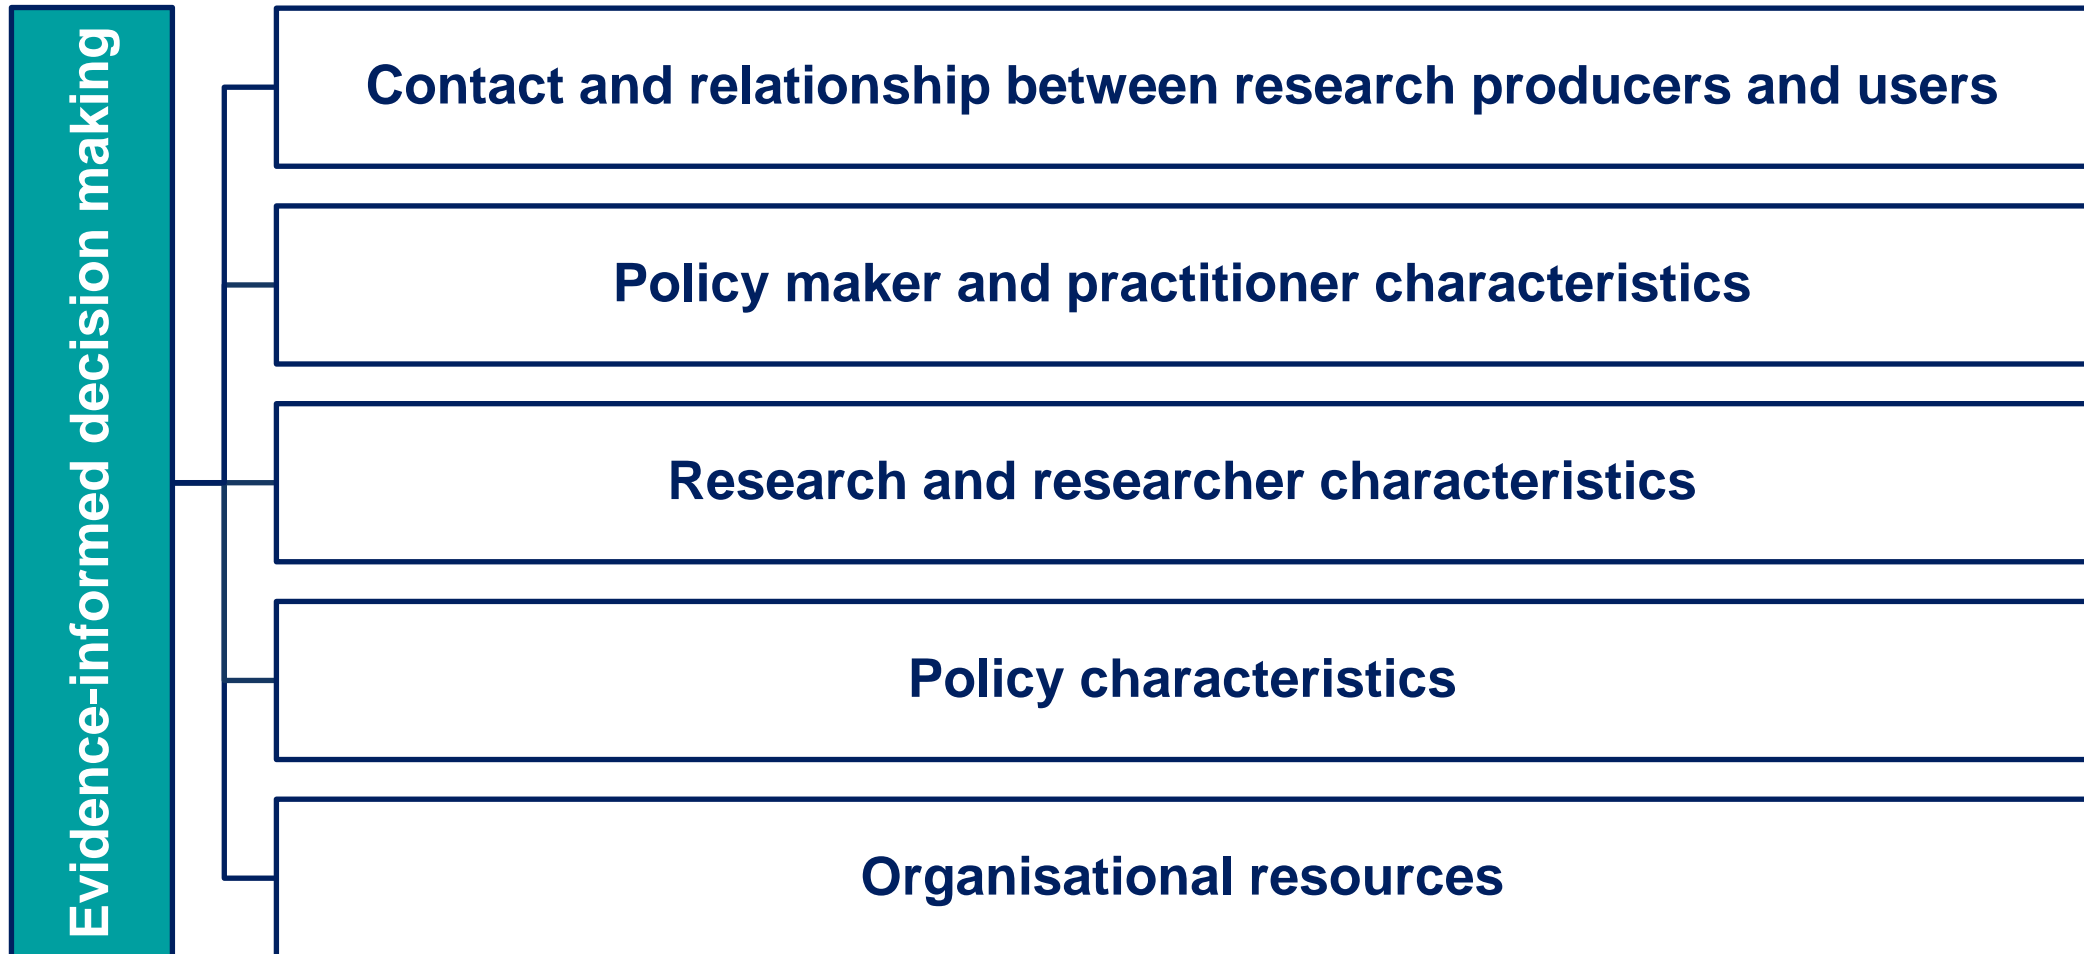 Evidence-informed decision making
Contact and relationship between research producers and users
Policy maker and practitioner characteristics
Research and researcher characteristics
Policy characteristics
Organisational resources